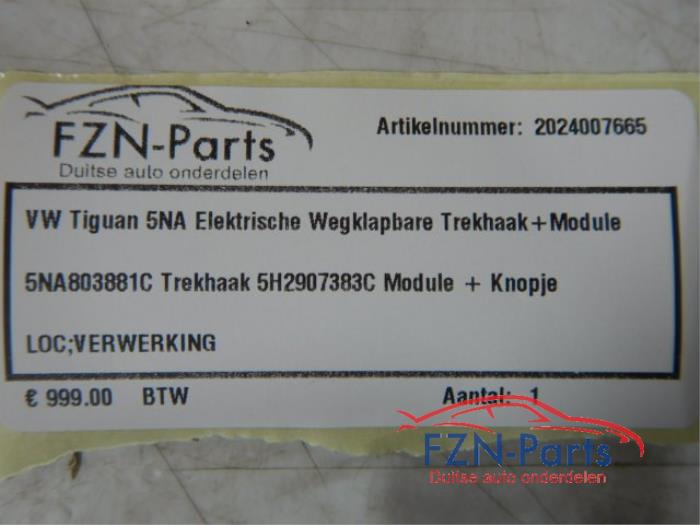 FZN-Parts
Duitse auto onderdelen
Artikelnummer: 2024007665
VW Tiguan 5NA Elektrische Wegklapbare Trekhaak+Module
5NA803881C Trekhaak 5H2907383C Module + Knopje
LOC;VERWERKING
€ 999.00 BTW Aantal: 1
FZN-Parts
Duitse auto onderdelen